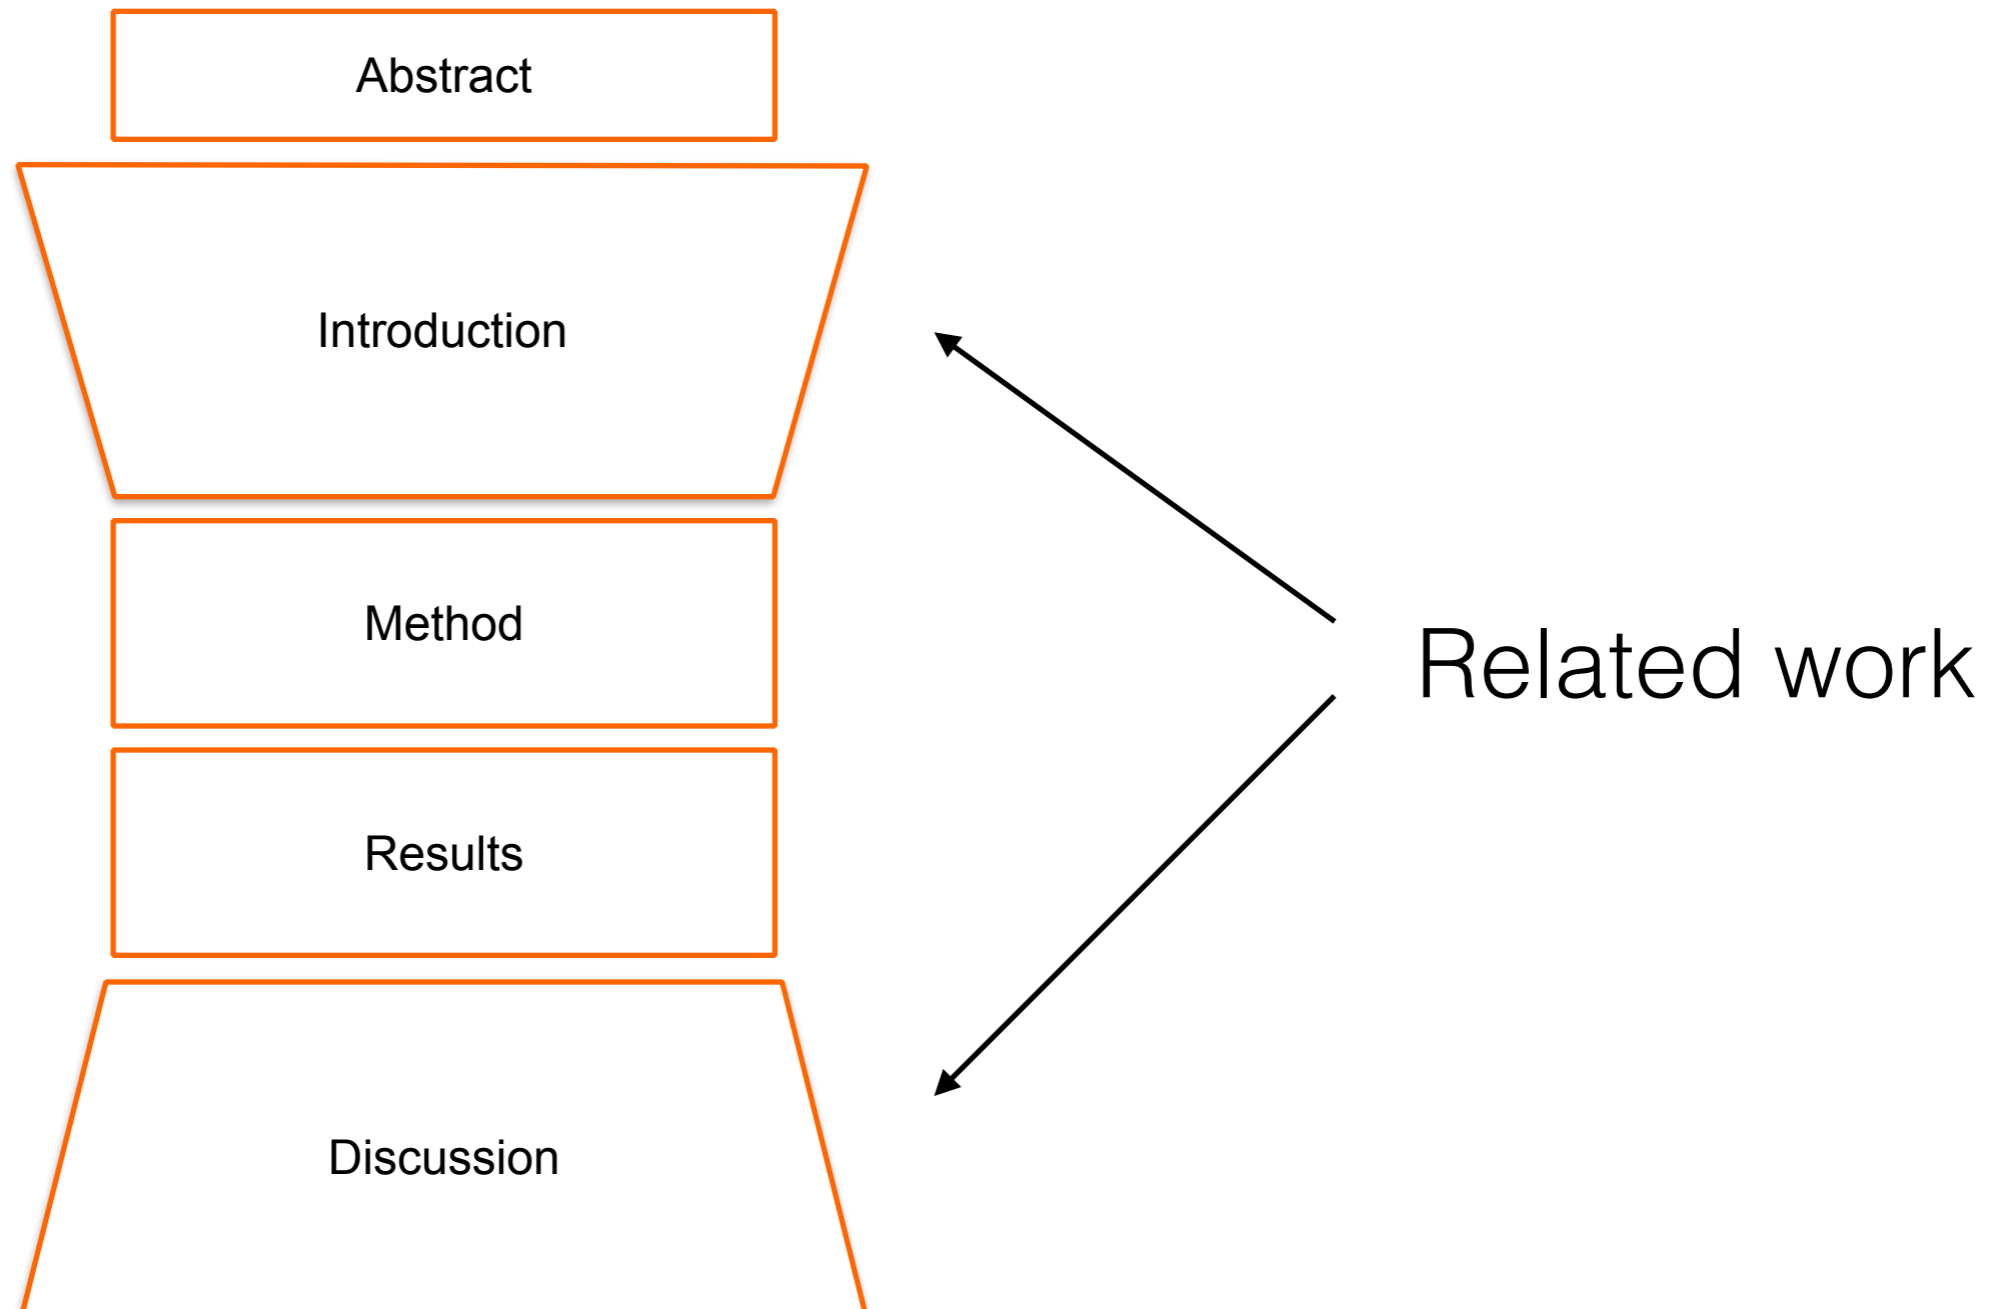 Abstract
Introduction
Method
Related work
Results
Discussion